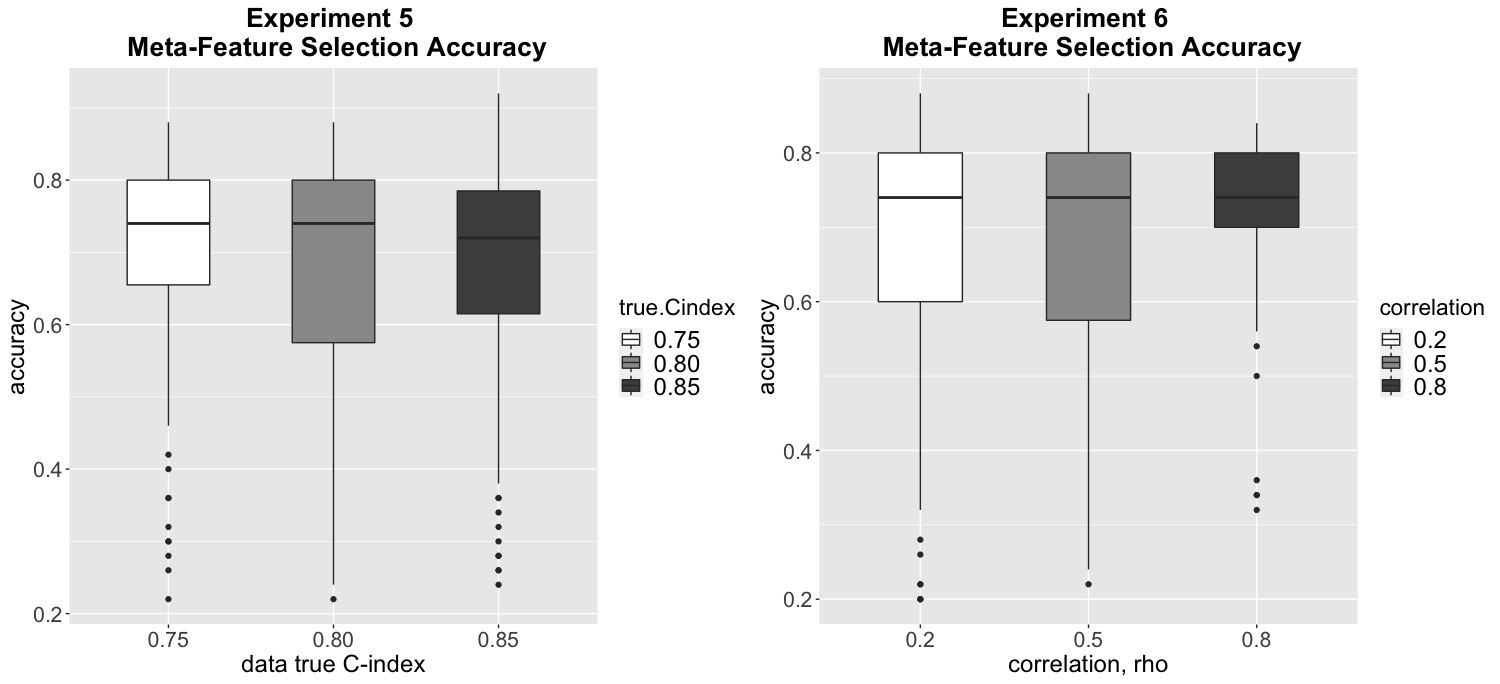 Experiment 5
Meta-Feature Selection Accuracy
accuracy
0.8
0.6
0.4
0.2
0.75
0.80
0.85
data true C-index
true.Cindex
0.75
0.80
0.85
Experiment 6
Meta-Feature Selection Accuracy
accuracy
0.8
0.6
0.4
0.2
0.2
0.5
0.8
correlation, rho
correlation
0.2
0.5
0.8